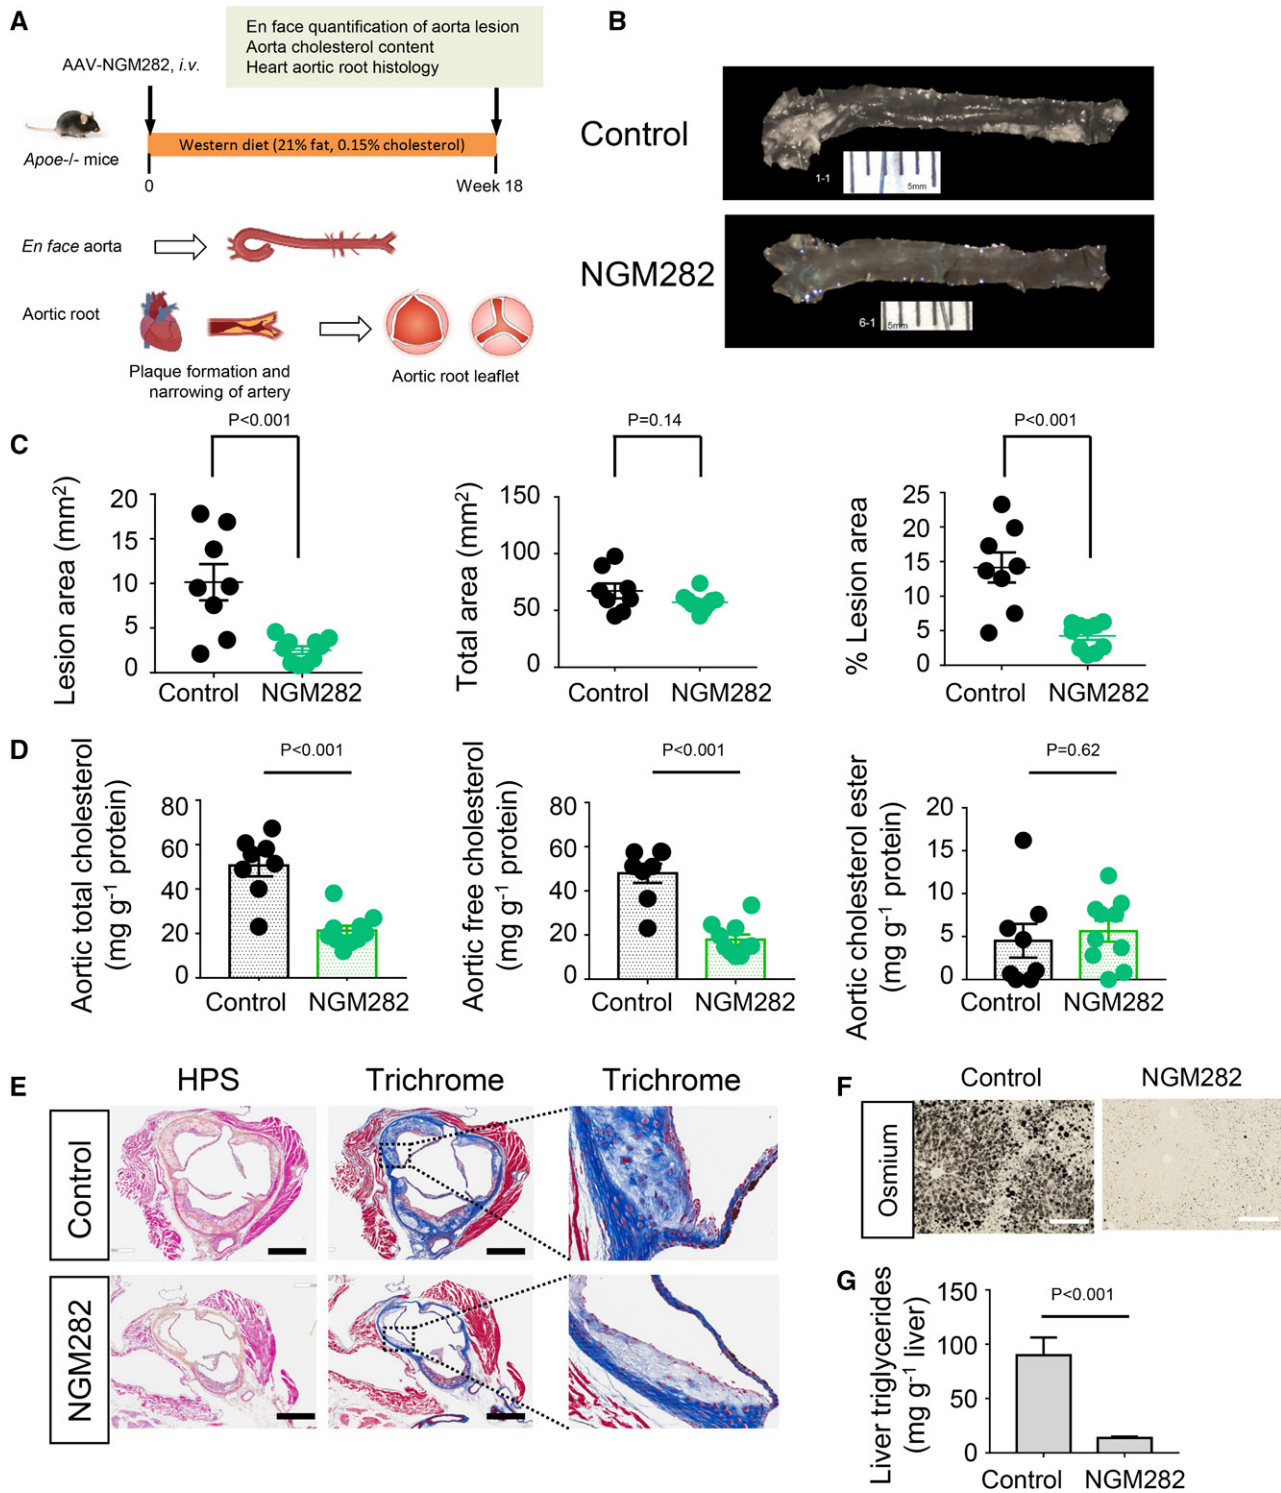 A
En face quantification of aorta lesion
Aorta cholesterol content
Heart aortic root histology
AAV-NGM282, i.v.
Apoe-/- mice
Western diet (21% fat, 0.15% cholesterol)
0
Week 18
En face aorta
Aortic root
Plaque formation and
narrowing of artery
Aortic root leaflet
B
Control
1-1
5mm
NGM282
6-1
5mm
C
P<0.001
Lesion area (mm²)
20
15
10
5
0
Control
NGM282
P=0.14
Total area (mm²)
150
100
50
0
Control
NGM282
P<0.001
% Lesion area
25
20
15
10
5
0
Control
NGM282
D
P<0.001
Aortic total cholesterol
(mg g⁻¹ protein)
80
60
40
20
0
Control
NGM282
P<0.001
Aortic free cholesterol
(mg g⁻¹ protein)
80
60
40
20
0
Control
NGM282
P=0.62
Aortic cholesterol ester
(mg g⁻¹ protein)
20
15
10
5
0
Control
NGM282
E
HPS
Trichrome
Trichrome
Control
NGM282
F
Control
NGM282
Osmium
G
P<0.001
Liver triglycerides
(mg g⁻¹ liver)
150
100
50
0
Control
NGM282